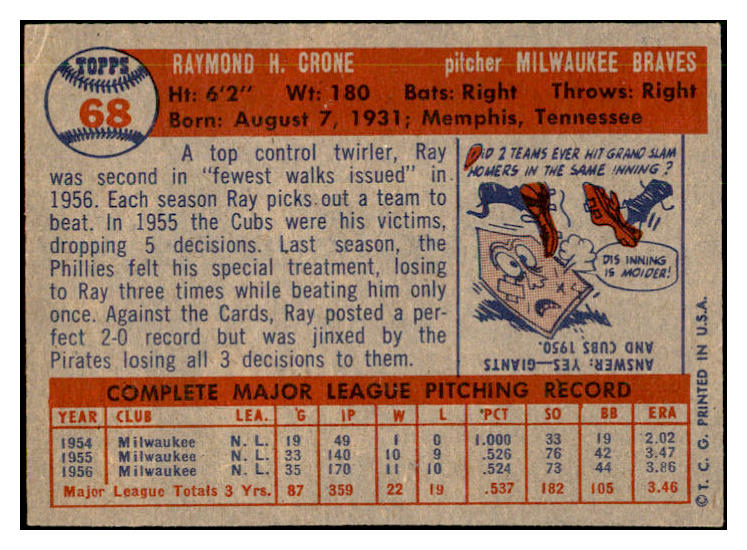 TOPPS
68
RAYMOND H. CRONE pitcher MILWAUKEE BRAVES
Ht: 6'2" Wt: 180 Bats: Right Throws: Right
Born: August 7, 1931; Memphis, Tennessee
A top control twirler, Ray
was second in "fewest walks issued" in
1956. Each season Ray picks out a team to
beat. In 1955 the Cubs were his victims,
dropping 5 decisions. Last season, the
Phillies felt his special treatment, losing
to Ray three times while beating him only
once. Against the Cards, Ray posted a per-
fect 2-0 record but was jinxed by the
Pirates losing all 3 decisions to them.
DID 2 TEAMS EVER HIT GRAND SLAM
HOMERS IN THE SAME INNING?
DIS INNING
IS MOIDER!
ANSWER: YES—GIANTS
AND CUBS 1950.
COMPLETE MAJOR LEAGUE PITCHING RECORD
YEAR CLUB LEA. G IP W L PCT SO BB ERA
1954 Milwaukee N. L. 19 49 1 0 1.000 33 19 2.02
1955 Milwaukee N. L. 33 140 10 9 .526 76 42 3.47
1956 Milwaukee N. L. 35 170 11 10 .524 73 44 3.86
Major League Totals 3 Yrs. 87 359 22 19 .537 182 105 3.46
© T. C. G. PRINTED IN U.S.A.